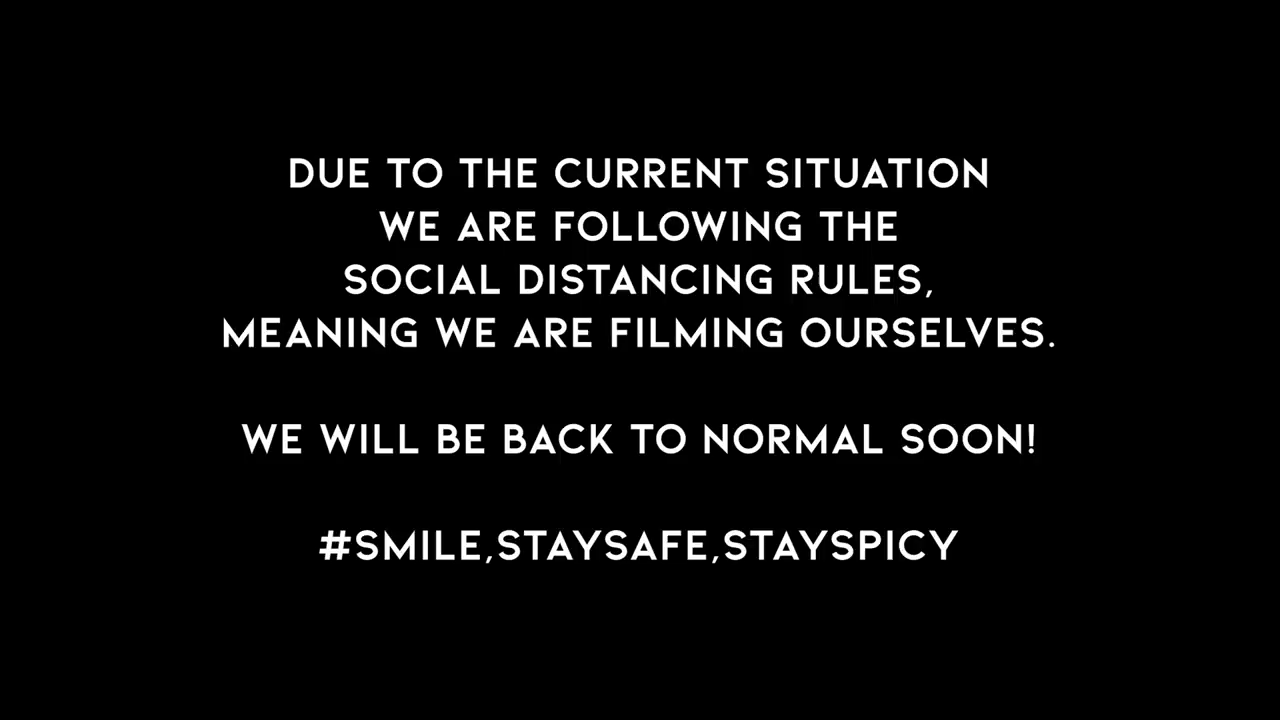 DUE TO THE CURRENT SITUATION
WE ARE FOLLOWING THE
SOCIAL DISTANCING RULES,
MEANING WE ARE FILMING OURSELVES.
WE WILL BE BACK TO NORMAL SOON!
#SMILE,STAYSAFE,STAYSPICY